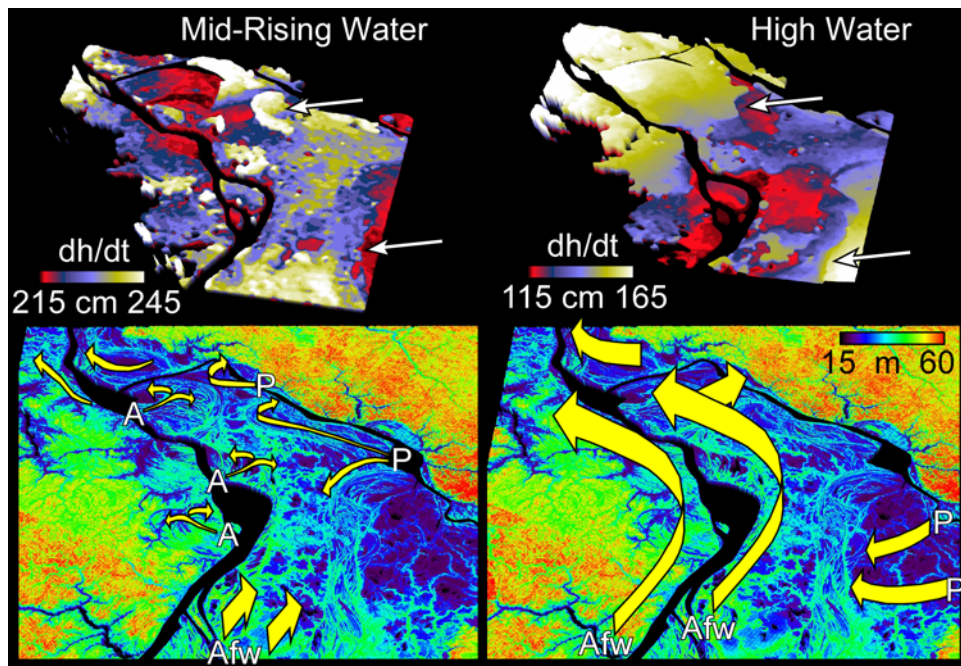 Mid-Rising Water
High Water
dh/dt
215 cm 245
dh/dt
115 cm 165
15 m 60
P
A
P
A
A
Afw
P
P
Afw
Afw